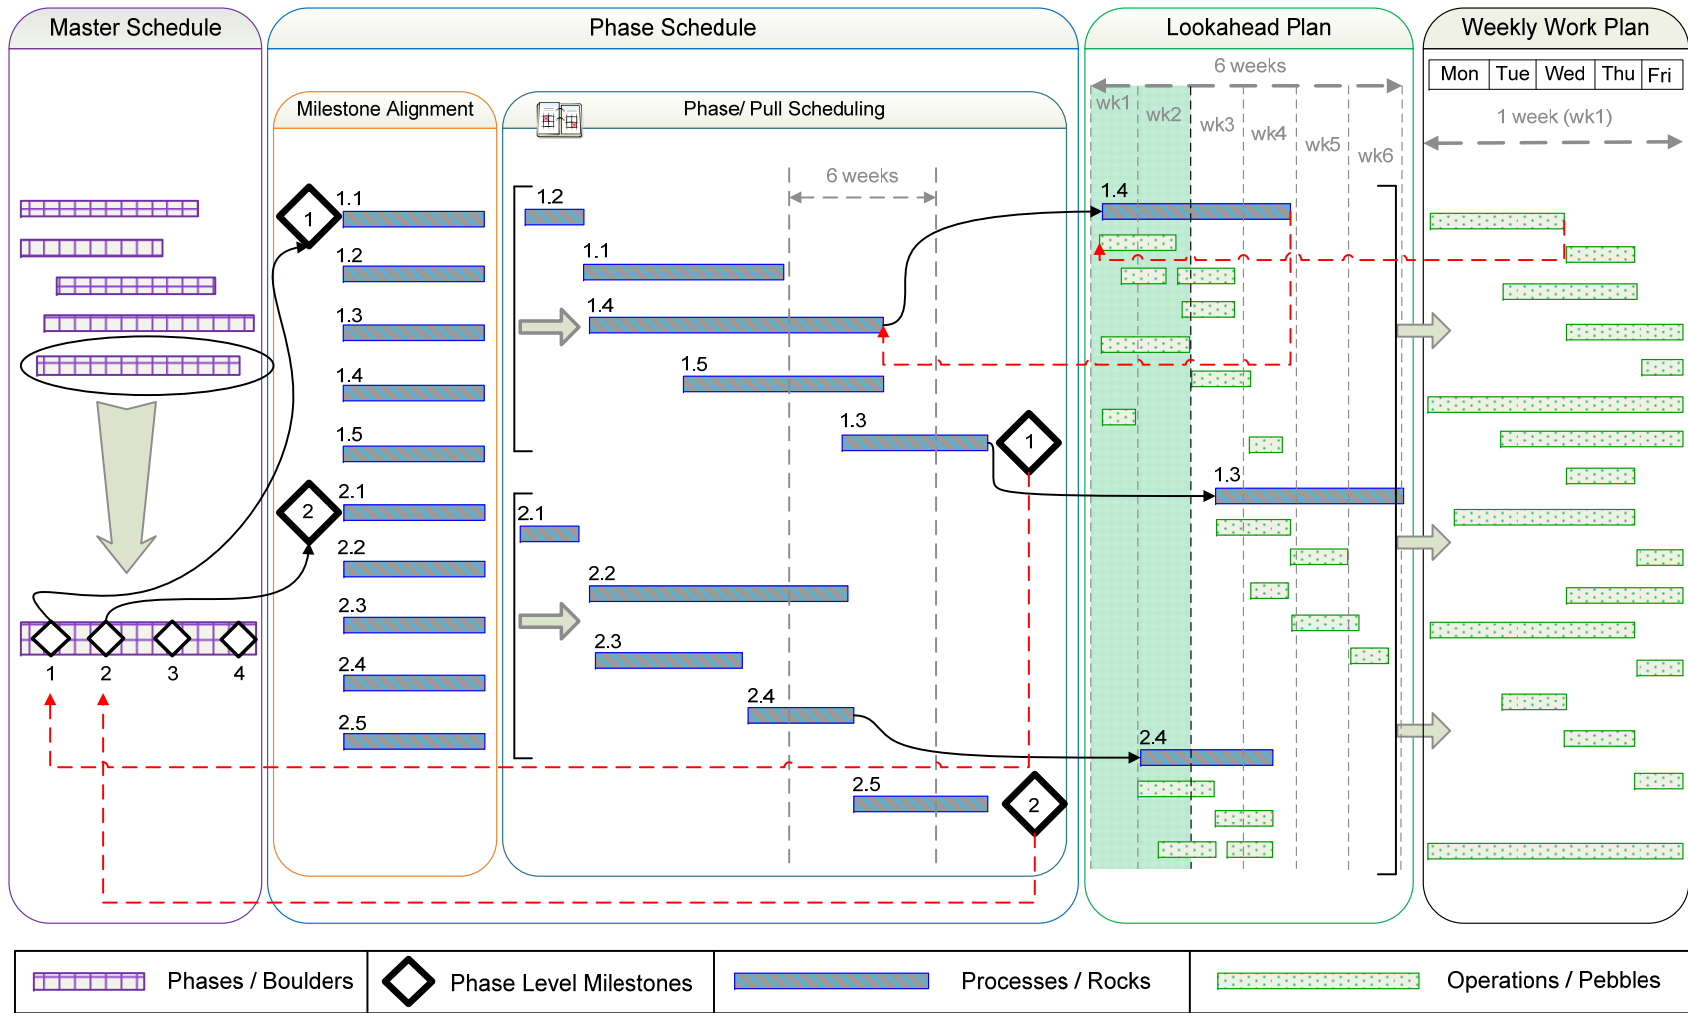 Master Schedule
Phase Schedule
Lookahead Plan
Weekly Work Plan
Milestone Alignment
Phase/ Pull Scheduling
6 weeks
wk1
wk2
wk3
wk4
wk5
wk6
Mon Tue Wed Thu Fri
1 week (wk1)
1 2 3 4
1
1.1
1.2
1.3
1.4
1.5
2
2.1
2.2
2.3
2.4
2.5
6 weeks
1.2
1.1
1.4
1.5
1.3
1
2.1
2.2
2.3
2.4
2.5
2
1.4
1.3
2.4
Phases / Boulders
Phase Level Milestones
Processes / Rocks
Operations / Pebbles